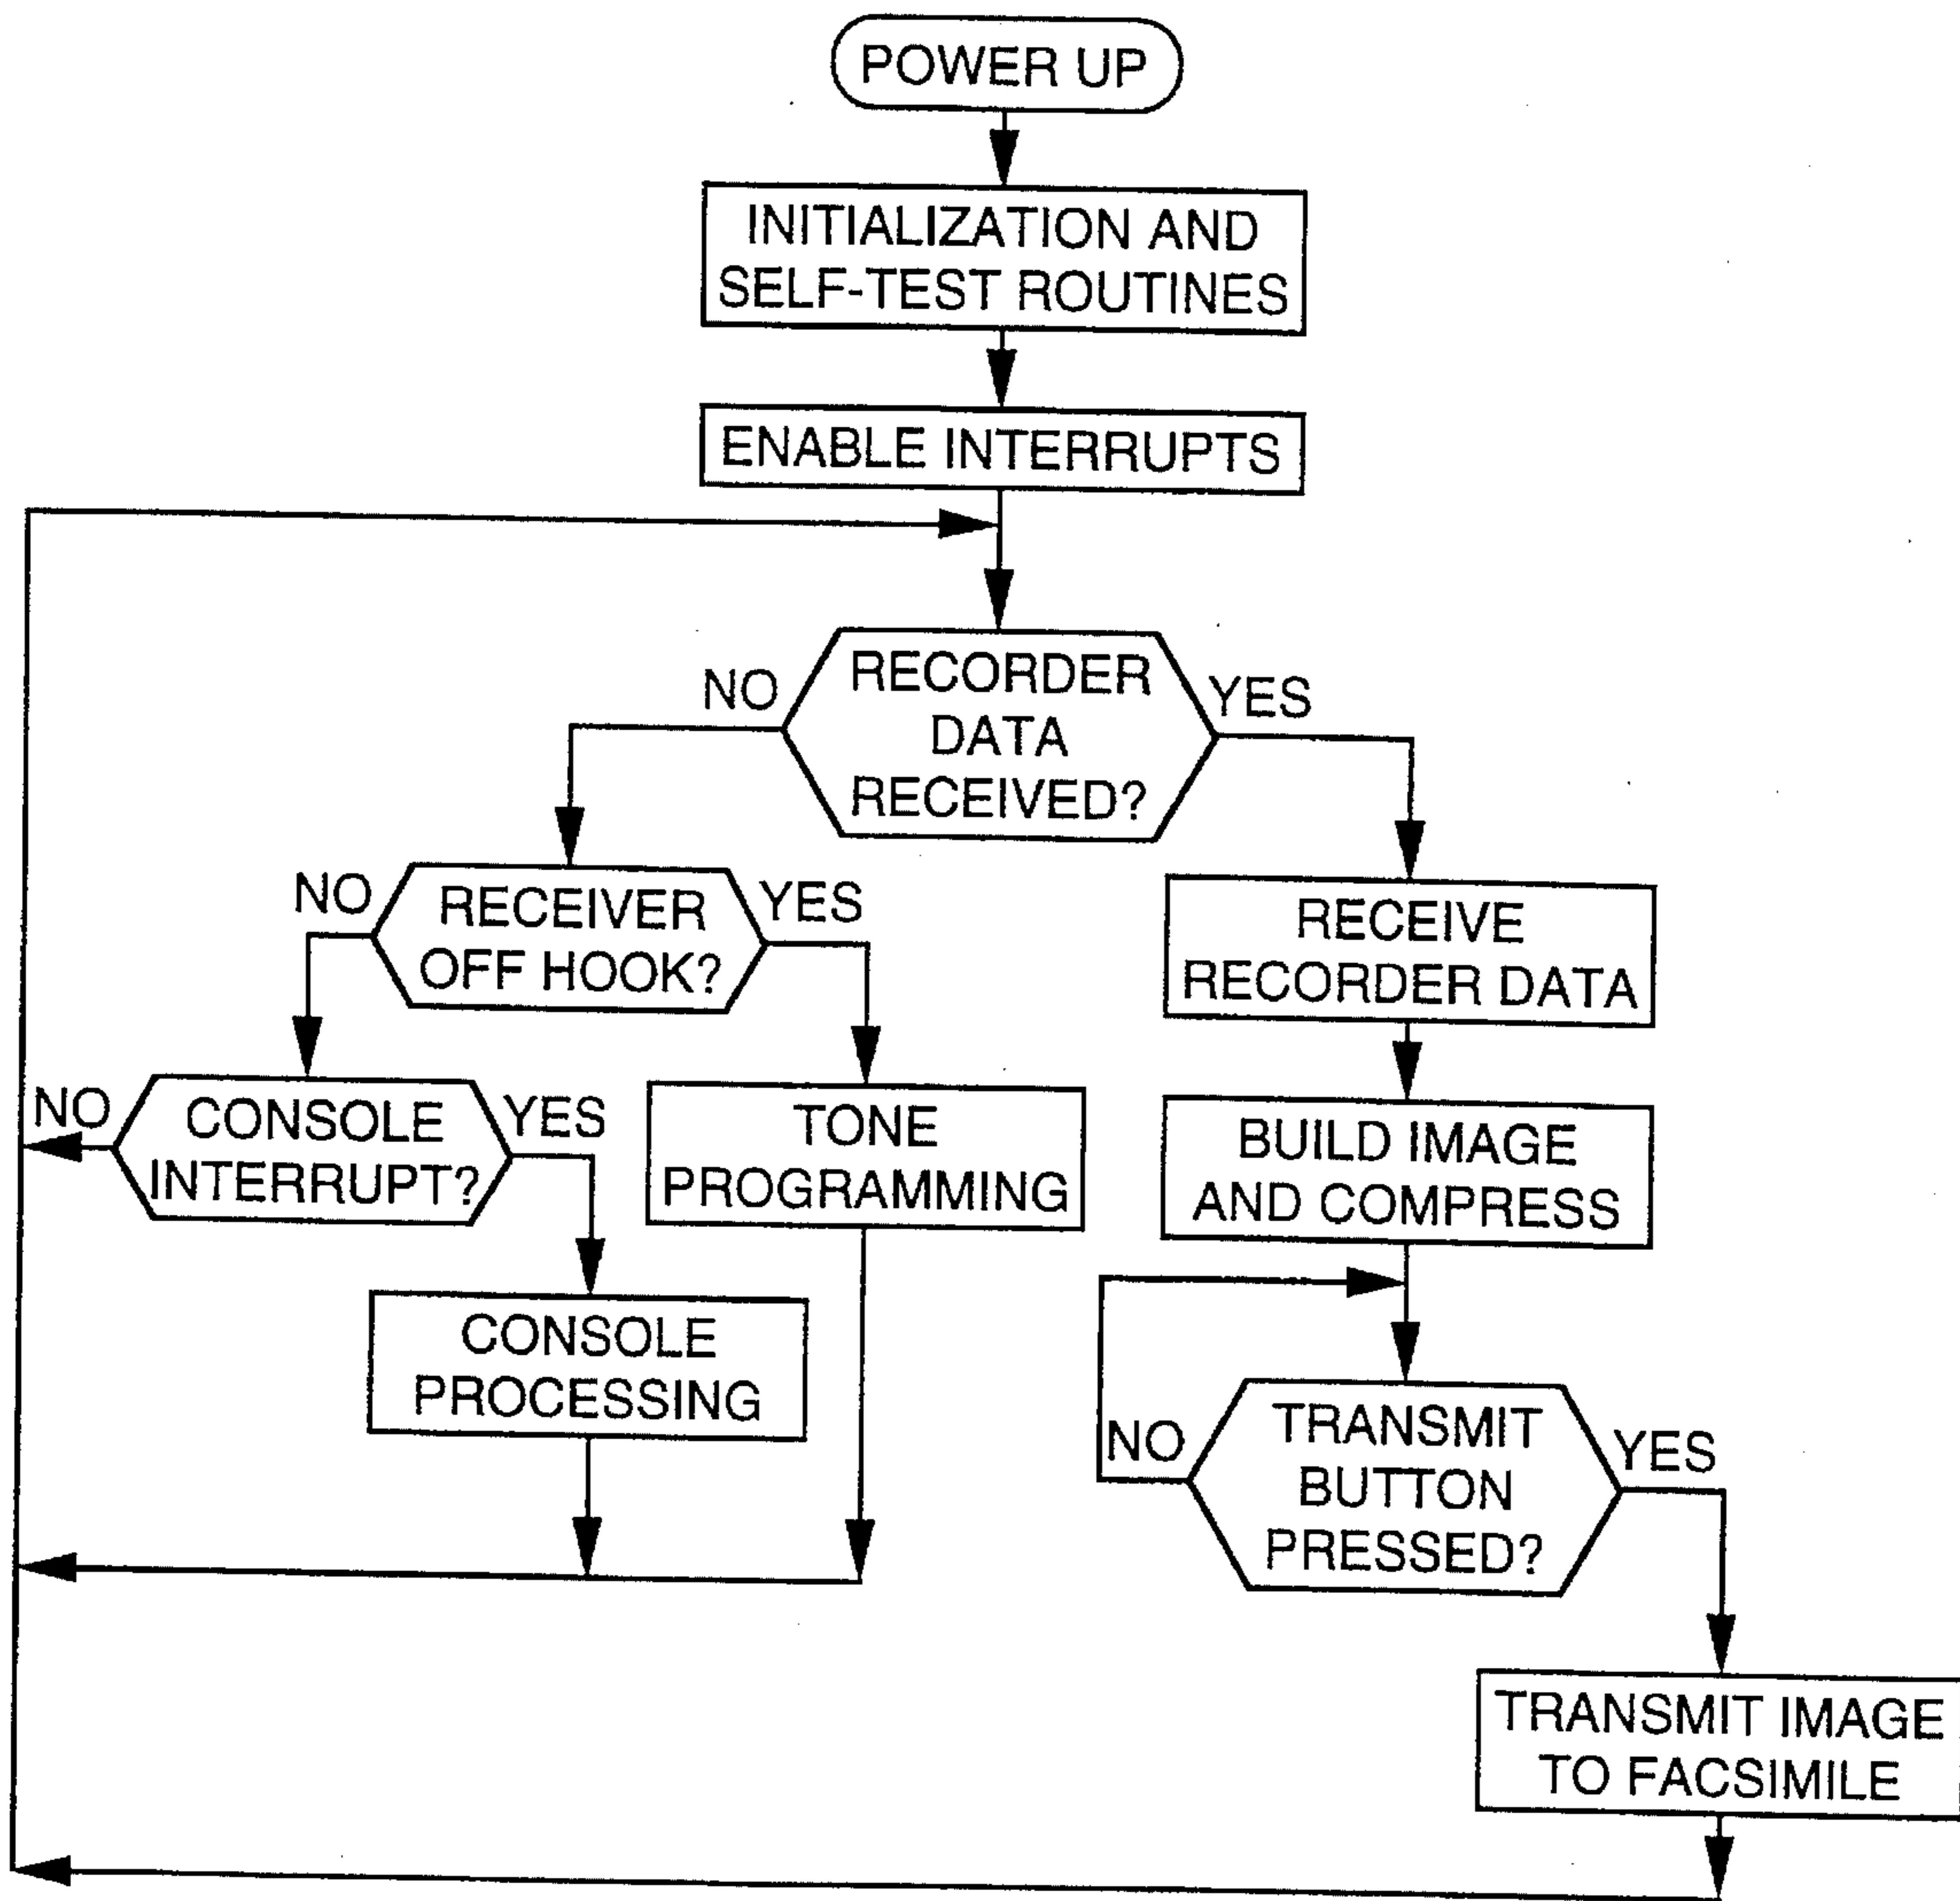 POWER UP
INITIALIZATION AND
SELF-TEST ROUTINES
ENABLE INTERRUPTS
NO
RECORDER
DATA
RECEIVED?
YES
NO
RECEIVER
OFF HOOK?
YES
RECEIVE
RECORDER DATA
NO
CONSOLE
INTERRUPT?
YES
TONE
PROGRAMMING
BUILD IMAGE
AND COMPRESS
CONSOLE
PROCESSING
NO
TRANSMIT
BUTTON
PRESSED?
YES
TRANSMIT IMAGE
TO FACSIMILE